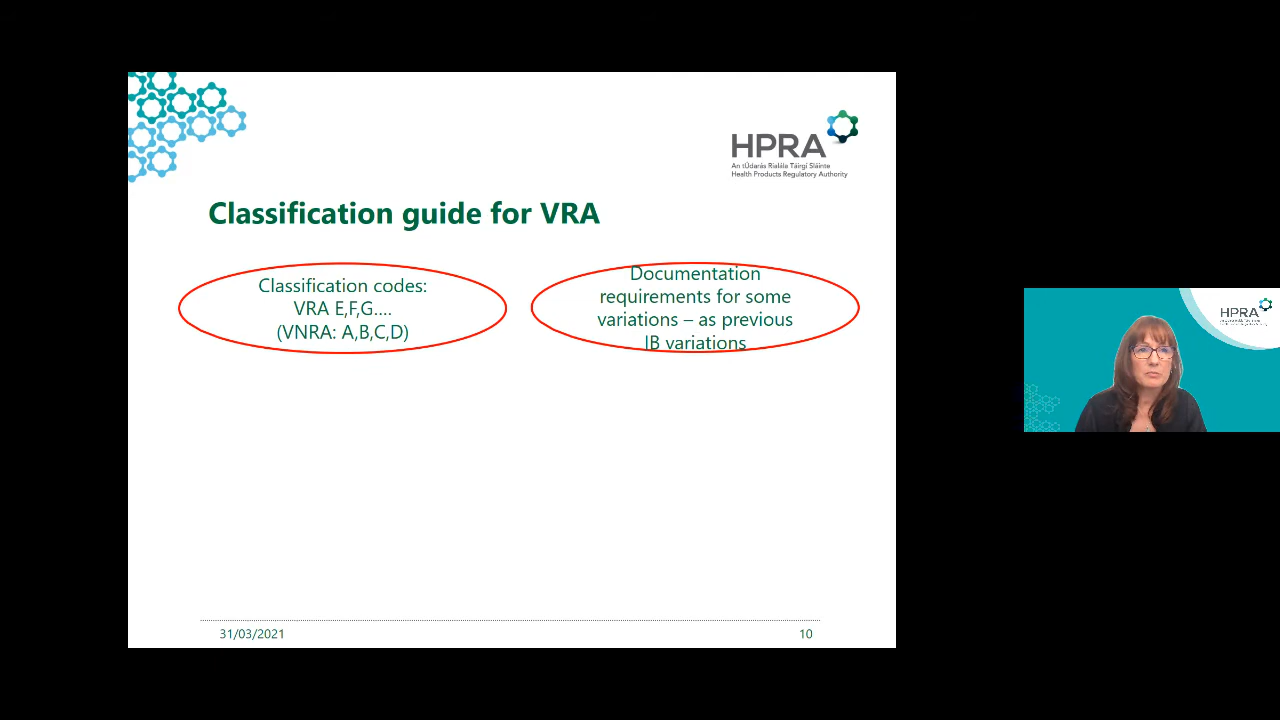 HPRA
An tÚdarás Rialála Táirgí Sláinte
Health Products Regulatory Authority
Classification guide for VRA
Classification codes:
VRA E,F,G....
(VNRA: A,B,C,D)
Documentation
requirements for some
variations – as previous
IB variations
31/03/2021
10
HPRA